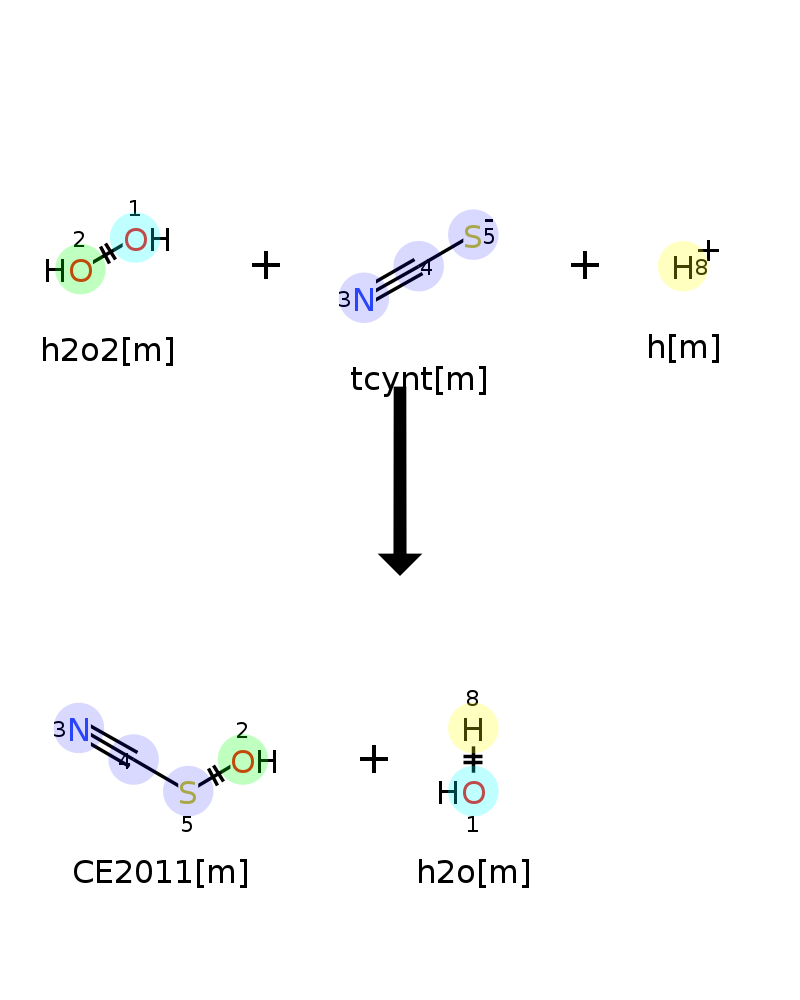 1
2
HO OH
+
3 N 4 S 5 -
+
H 8 +
h2o2[m]
tcynt[m]
h[m]
3 N 4 S 5 OH 2
+
8
H
HO
1
CE2011[m]
h2o[m]